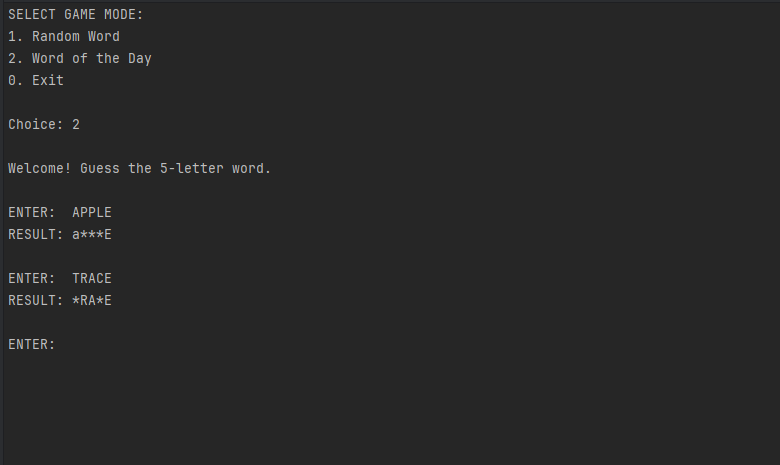 SELECT GAME MODE:
1. Random Word
2. Word of the Day
0. Exit
Choice: 2
Welcome! Guess the 5-letter word.
ENTER:  APPLE
RESULT: a***E
ENTER:  TRACE
RESULT: *RA*E
ENTER: